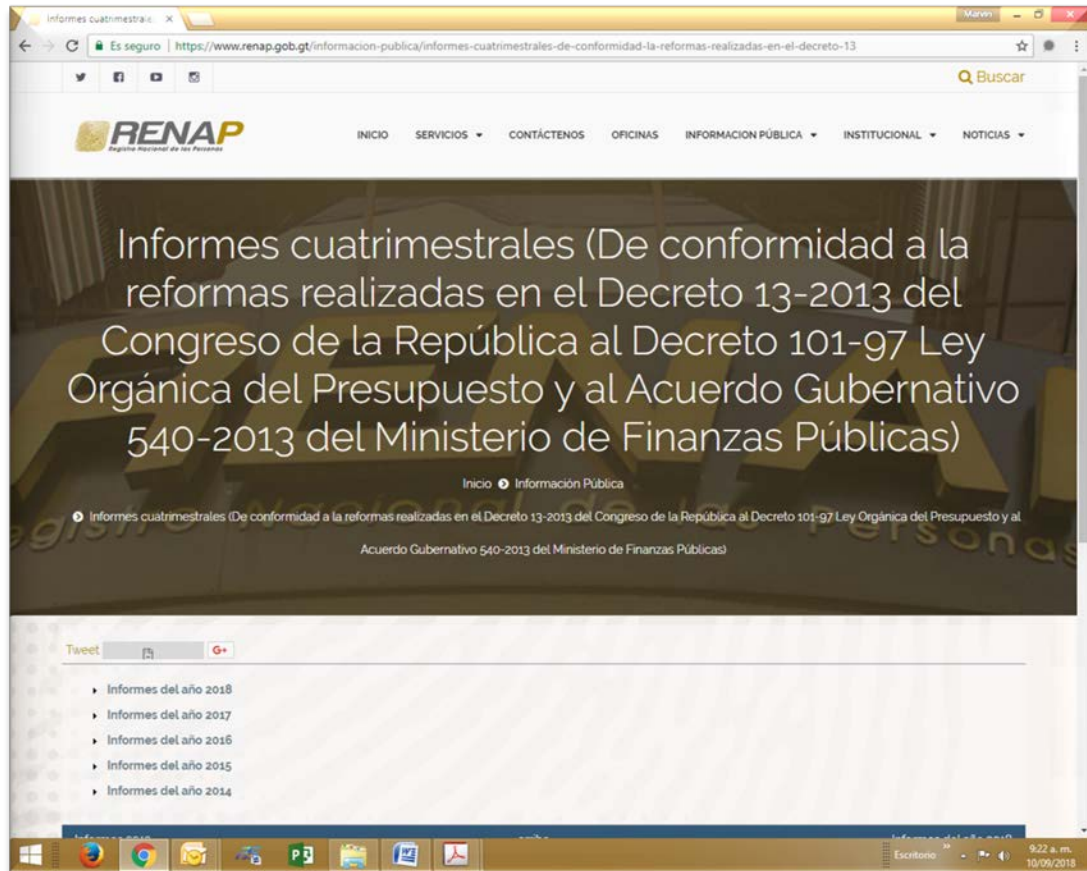 Informes cuatrimestrale
Marvin
Es seguro | https://www.renap.gob.gt/informacion-publica/informes-cuatrimestrales-de-conformidad-la-reformas-realizadas-en-el-decreto-13
Buscar
RENAP
Registro Nacional de las Personas
INICIO SERVICIOS CONTÁCTENOS OFICINAS INFORMACION PÚBLICA INSTITUCIONAL NOTICIAS
Informes cuatrimestrales (De conformidad a la
reformas realizadas en el Decreto 13-2013 del
Congreso de la República al Decreto 101-97 Ley
Orgánica del Presupuesto y al Acuerdo Gubernativo
540-2013 del Ministerio de Finanzas Públicas)
Inicio Información Pública
Informes cuatrimestrales (De conformidad a la reformas realizadas en el Decreto 13-2013 del Congreso de la República al Decreto 101-97 Ley Orgánica del Presupuesto y al
Acuerdo Gubernativo 540-2013 del Ministerio de Finanzas Públicas)
Tweet G+
Informes del año 2018
Informes del año 2017
Informes del año 2016
Informes del año 2015
Informes del año 2014
Escritorio
9:22 a. m.
10/09/2018